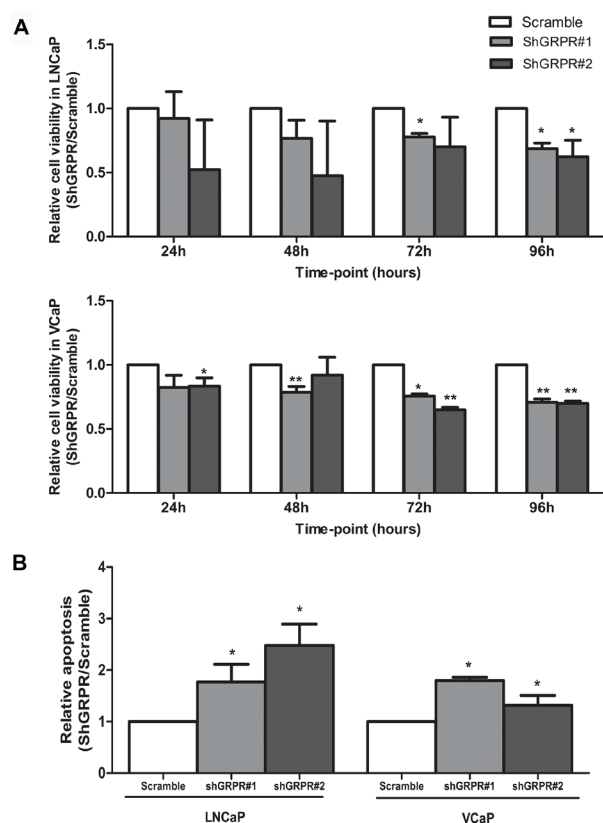 A
Scramble
ShGRPR#1
ShGRPR#2
Relative cell viability in LNCaP
(ShGRPR/Scramble)
1.5
1.0
0.5
0.0
*
* *
24h 48h 72h 96h
Time-point (hours)
Relative cell viability in VCaP
(ShGRPR/Scramble)
1.5
1.0
0.5
0.0
*
**
* **
** **
24h 48h 72h 96h
Time-point (hours)
B
Relative apoptosis
(ShGRPR/Scramble)
4
3
2
1
0
* * * *
Scramble shGRPR#1 shGRPR#2 Scramble shGRPR#1 shGRPR#2
LNCaP VCaP